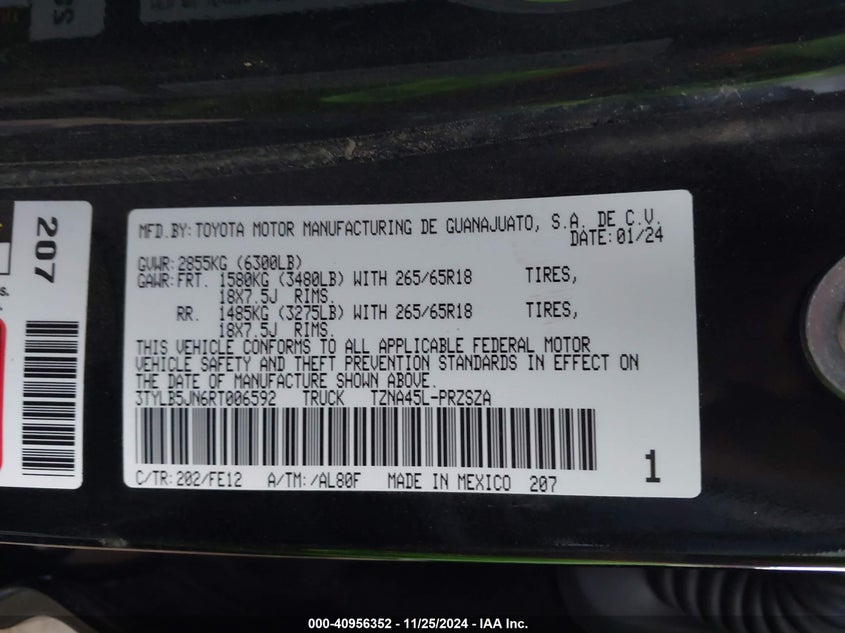 207
s.
MFD.BY:TOYOTA MOTOR MANUFACTURING DE GUANAJUATO, S.A. DE C.V.
DATE:01/24
GVWR:2855KG (6300LB)
GAWR:FRT. 1580KG (3480LB) WITH 265/65R18 TIRES,
18X7.5J RIMS.
RR. 1485KG (3275LB) WITH 265/65R18 TIRES,
18X7.5J RIMS.
THIS VEHICLE CONFORMS TO ALL APPLICABLE FEDERAL MOTOR
VEHICLE SAFETY AND THEFT PREVENTION STANDARDS IN EFFECT ON
THE DATE OF MANUFACTURE SHOWN ABOVE.
3TYLB5JN6RT006592 TRUCK TZNA45L-PRZSZA
C/TR:202/FE12 A/TM:/AL80F MADE IN MEXICO 207
1
000-40956352 - 11/25/2024 - IAA Inc.